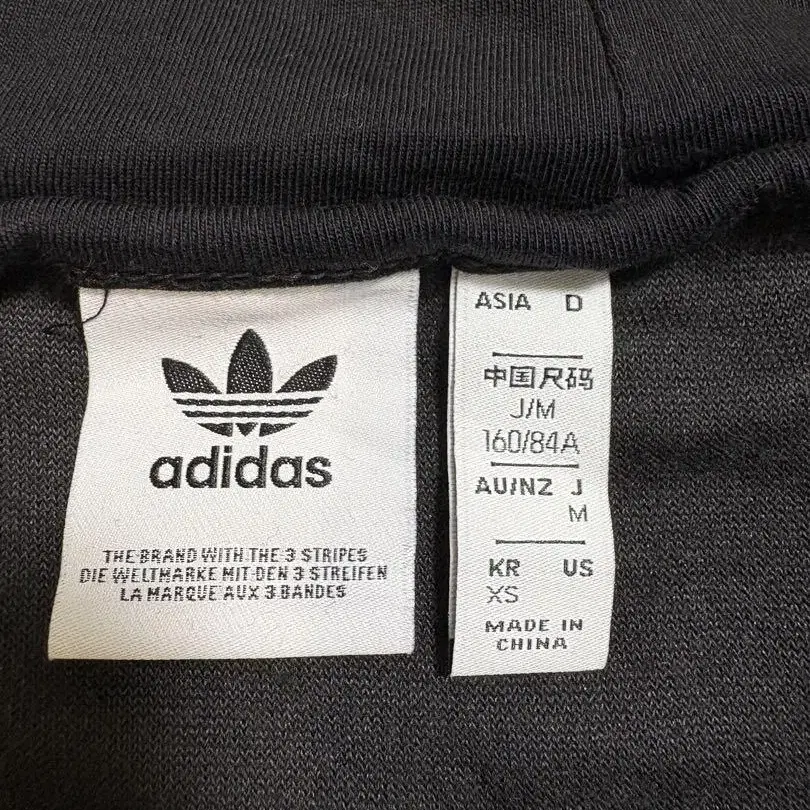 adidas
THE BRAND WITH THE 3 STRIPES
DIE WELTMARKE MIT DEN 3 STREIFEN
LA MARQUE AUX 3 BANDES
ASIA D
中国尺码
J/M
160/84A
AU/NZ J
M
KR US
XS
MADE IN
CHINA